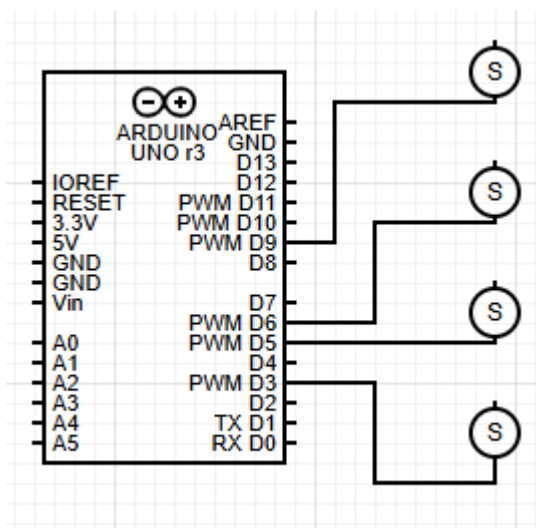 ARDUINO
UNO r3
AREF
GND
D13
D12
PWM D11
PWM D10
PWM D9
D8
D7
PWM D6
PWM D5
D4
PWM D3
D2
TX D1
RX D0
IOREF
RESET
3.3V
5V
GND
GND
Vin
A0
A1
A2
A3
A4
A5
S
S
S
S